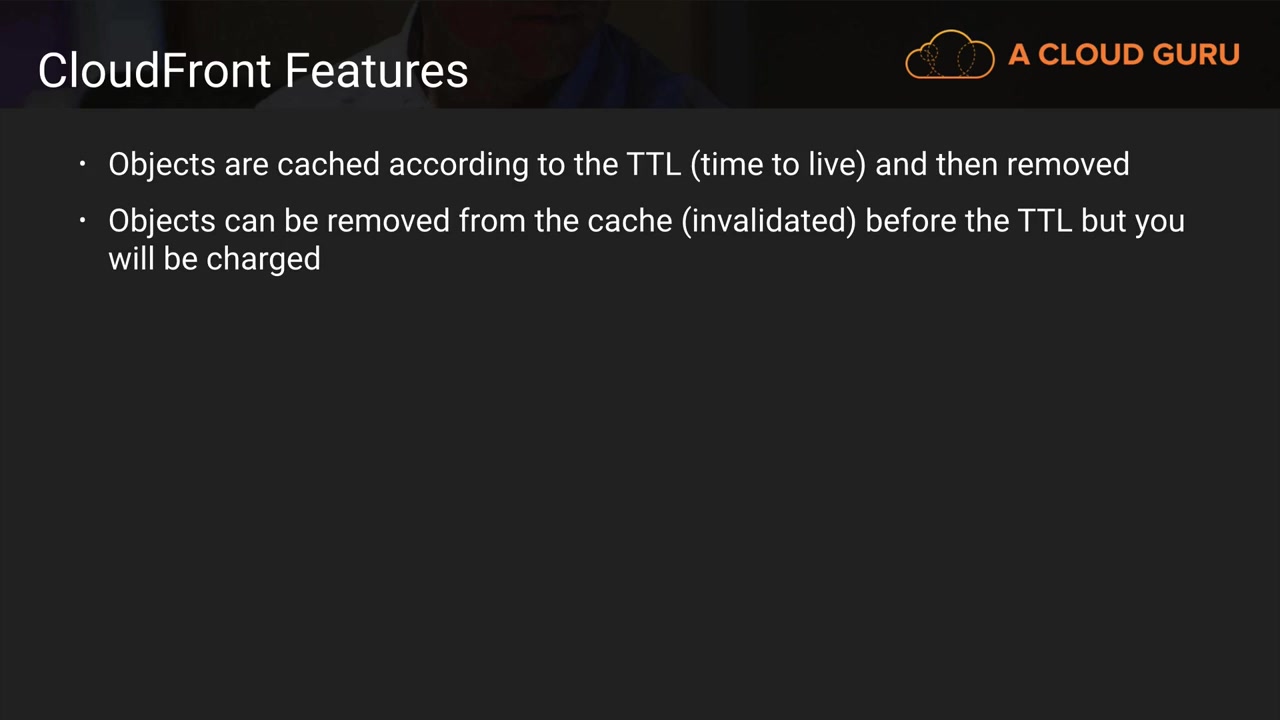 CloudFront Features
A CLOUD GURU
• Objects are cached according to the TTL (time to live) and then removed
• Objects can be removed from the cache (invalidated) before the TTL but you
will be charged